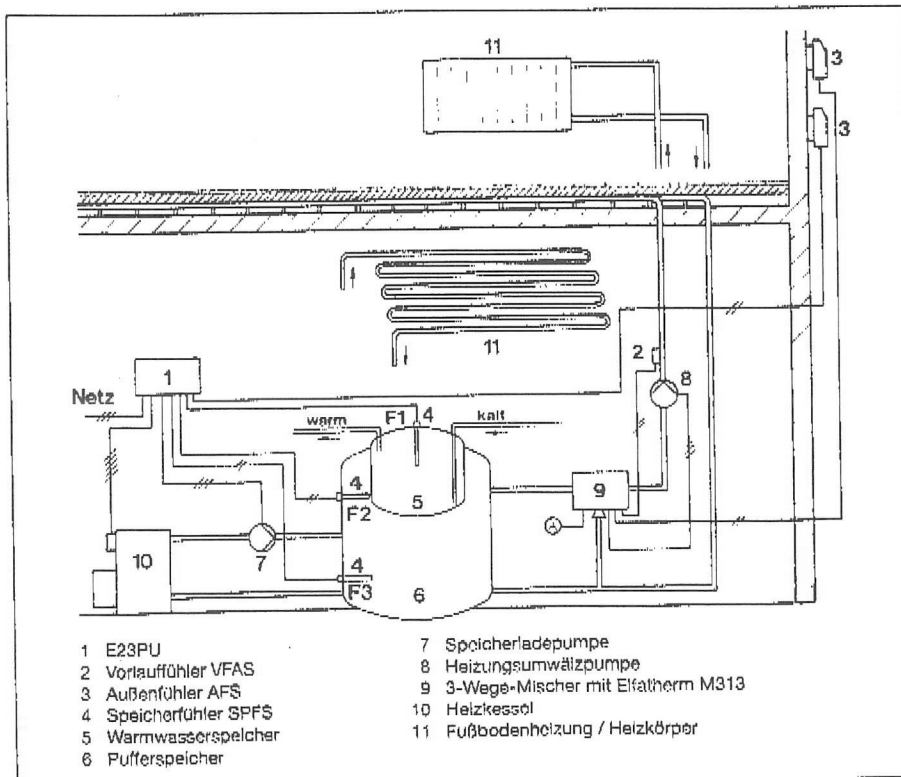 11
3
3
11
2
8
1
Netz
F1
4
warm
kalt
4
F2
5
9
A
10
7
4
F3
6
1 E23PU
2 Vorlauffühler VFAS
3 Außenfühler AFS
4 Speicherfühler SPFS
5 Warmwasserspeicher
6 Pufferspeicher
7 Speicherladepumpe
8 Heizungsumwälzpumpe
9 3-Wege-Mischer mit Elfatherm M313
10 Heizkessel
11 Fußbodenheizung / Heizkörper